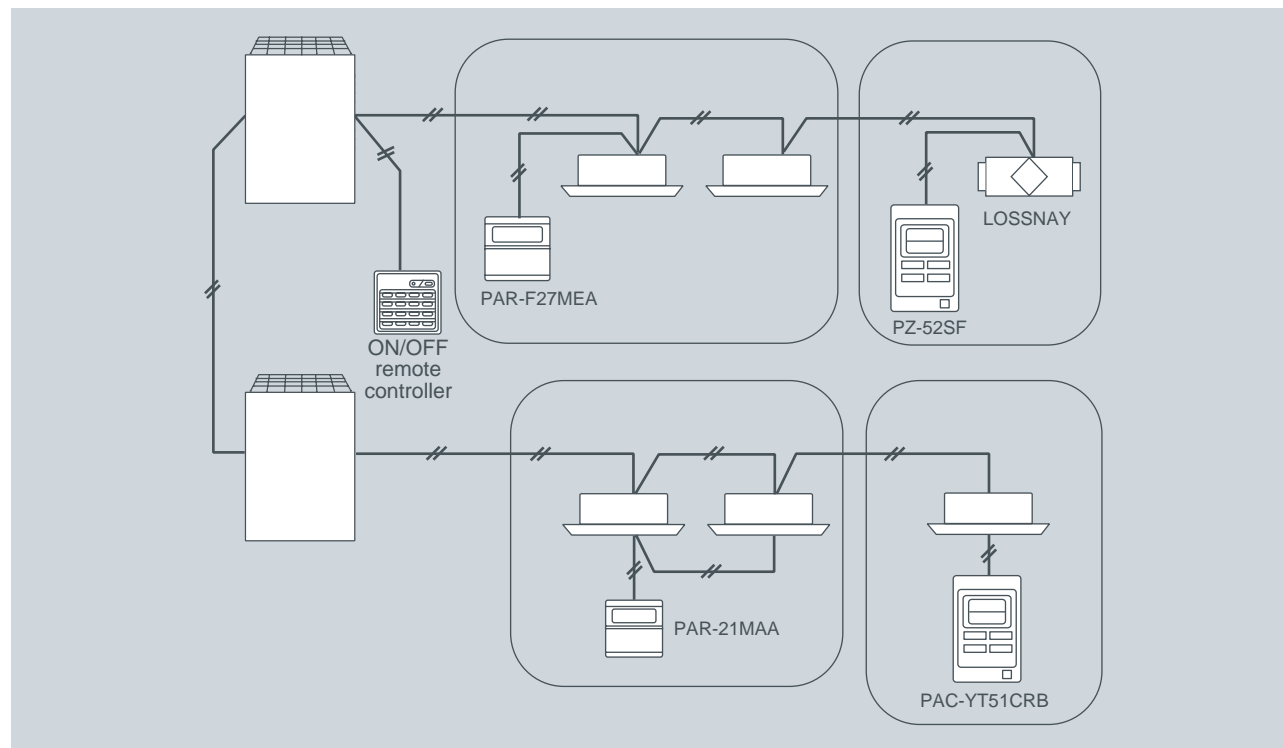 LOSSNAY
PAR-F27MEA
PZ-52SF
ON/OFF
remote
controller
PAR-21MAA
PAC-YT51CRB